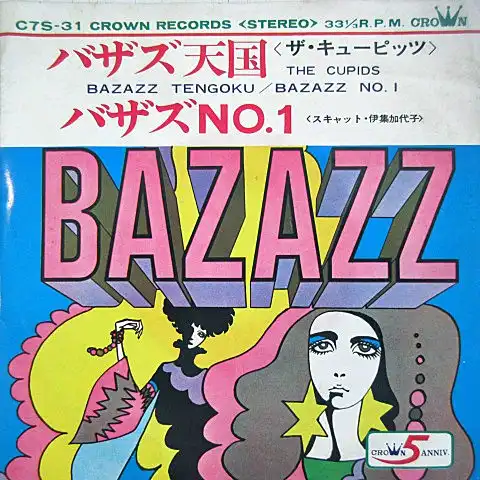 C7S-31 CROWN RECORDS <STEREO> 33⅓R.P.M. CROWN
バザズ天国〈ザ・キューピッツ〉
THE CUPIDS
BAZAZZ TENGOKU／BAZAZZ NO. 1
バザズNO.1〈スキャット・伊集加代子〉
BAZAZZ
CROWN 5 ANNIV.